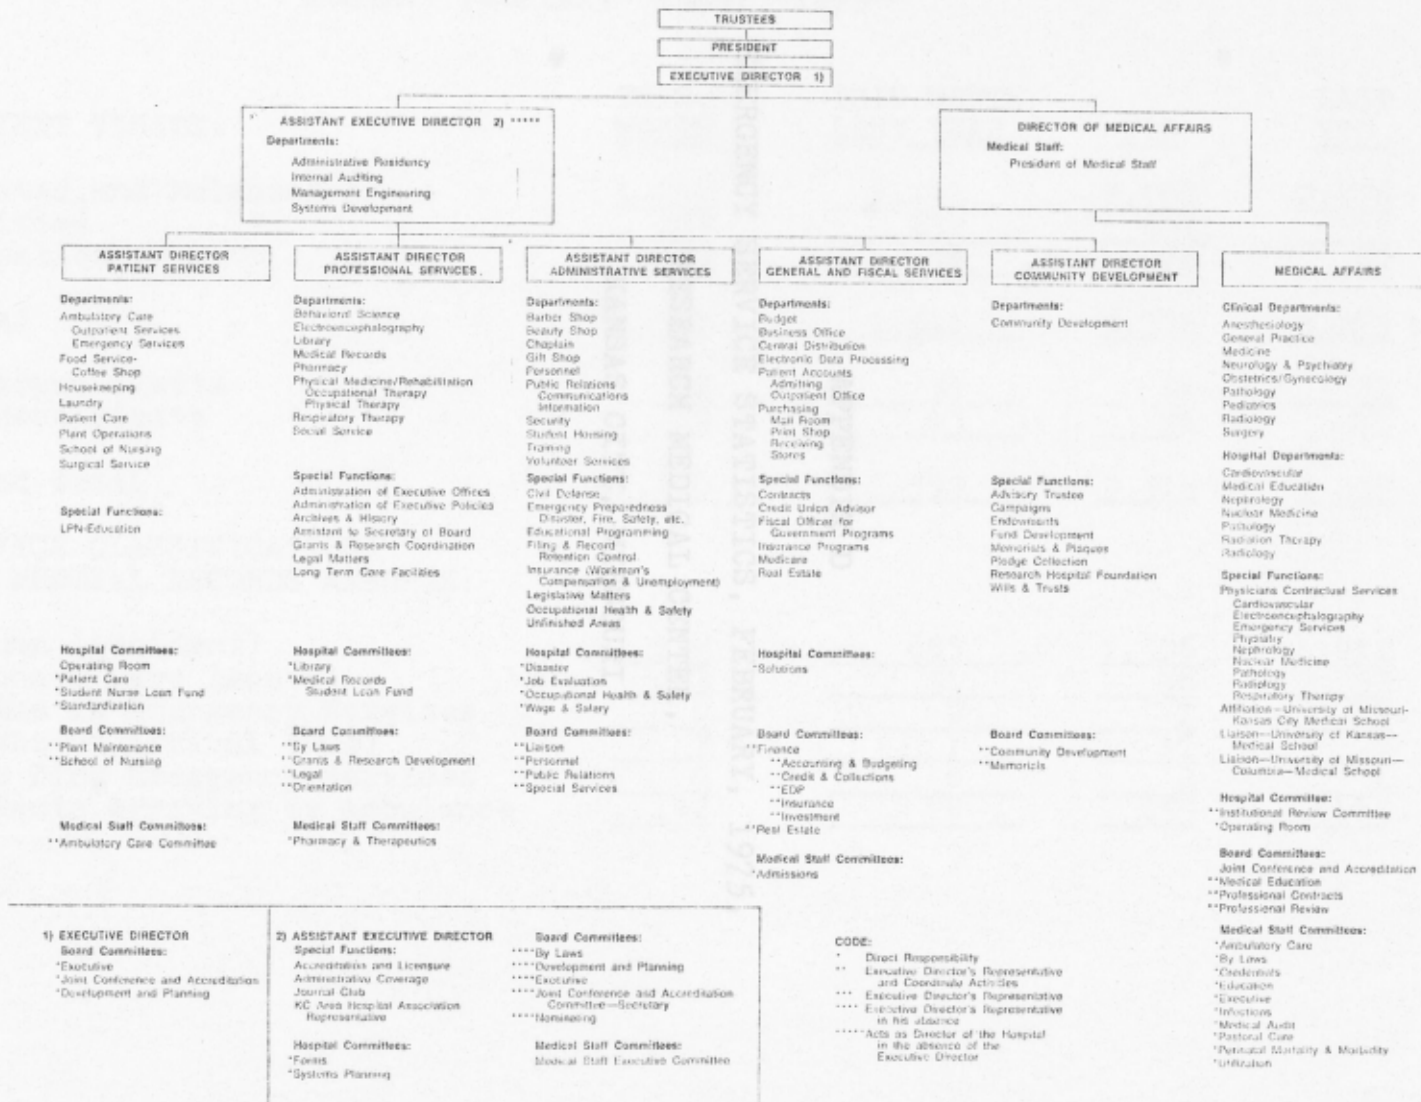 TRUSTEES
PRESIDENT
EXECUTIVE DIRECTOR 1)
ASSISTANT EXECUTIVE DIRECTOR 2) *****
Departments:
Administrative Residency
Internal Auditing
Management Engineering
Systems Development
DIRECTOR OF MEDICAL AFFAIRS
Medical Staff:
President of Medical Staff
ASSISTANT DIRECTOR
PATIENT SERVICES
Departments:
Ambulatory Care
Outpatient Services
Emergency Services
Food Service-
Coffee Shop
Housekeeping
Laundry
Patient Care
Plant Operations
School of Nursing
Surgical Service
Special Functions:
LPN-Education
Hospital Committees:
Operating Room
*Patient Care
*Student Nurse Loan Fund
*Standardization
Board Committees:
**Plant Maintenance
**School of Nursing
Medical Staff Committees:
**Ambulatory Care Committee
ASSISTANT DIRECTOR
PROFESSIONAL SERVICES
Departments:
Behavioral Science
Electroencephalography
Library
Medical Records
Pharmacy
Physical Medicine/Rehabilitation
Occupational Therapy
Physical Therapy
Respiratory Therapy
Social Service
Special Functions:
Administration of Executive Offices
Administration of Executive Policies
Archives & History
Assistant to Secretary of Board
Grants & Research Coordination
Legal Matters
Long Term Care Facilities
Hospital Committees:
*Library
*Medical Records
Student Loan Fund
Board Committees:
**By Laws
**Grants & Research Development
**Legal
**Orientation
Medical Staff Committees:
*Pharmacy & Therapeutics
ASSISTANT DIRECTOR
ADMINISTRATIVE SERVICES
Departments:
Barber Shop
Beauty Shop
Chaplain
Gift Shop
Personnel
Public Relations
Communications
Information
Security
Student Housing
Training
Volunteer Services
Special Functions:
Civil Defense
Emergency Preparedness
Disaster, Fire, Safety, etc.
Educational Programming
Filing & Record
Retention Control
Insurance (Workman's
Compensation & Unemployment)
Legislative Matters
Occupational Health & Safety
Unfinished Areas
Hospital Committees:
*Disaster
*Job Evaluation
*Occupational Health & Safety
*Wage & Salary
Board Committees:
**Liaison
**Personnel
**Public Relations
**Special Services
ASSISTANT DIRECTOR
GENERAL AND FISCAL SERVICES
Departments:
Budget
Business Office
Central Distribution
Electronic Data Processing
Patient Accounts
Admitting
Outpatient Office
Purchasing
Mail Room
Print Shop
Receiving
Stores
Special Functions:
Contracts
Credit Union Advisor
Fiscal Officer for
Government Programs
Insurance Programs
Medicare
Real Estate
Hospital Committees:
*Solutions
Board Committees:
**Finance
**Accounting & Budgeting
**Credit & Collections
**EDP
**Insurance
**Investment
**Real Estate
Medical Staff Committees:
*Admissions
ASSISTANT DIRECTOR
COMMUNITY DEVELOPMENT
Departments:
Community Development
Special Functions:
Advisory Trustee
Campaigns
Endowments
Fund Development
Memorials & Plaques
Pledge Collection
Research Hospital Foundation
Wills & Trusts
Board Committees:
**Community Development
**Memorials
MEDICAL AFFAIRS
Clinical Departments:
Anesthesiology
General Practice
Medicine
Neurology & Psychiatry
Obstetrics/Gynecology
Pathology
Pediatrics
Radiology
Surgery
Hospital Departments:
Cardiovascular
Medical Education
Nephrology
Nuclear Medicine
Pathology
Radiation Therapy
Radiology
Special Functions:
Physicians Contractual Services
Cardiovascular
Electroencephalography
Emergency Services
Physiatry
Nephrology
Nuclear Medicine
Pathology
Radiology
Respiratory Therapy
Affiliation—University of Missouri-
Kansas City Medical School
Liaison—University of Kansas—
Medical School
Liaison—University of Missouri—
Columbia—Medical School
Hospital Committee:
**Institutional Review Committee
*Operating Room
Board Committees:
Joint Conference and Accreditation
**Medical Education
**Professional Contracts
**Professional Review
Medical Staff Committees:
*Ambulatory Care
*By Laws
*Credentials
*Education
*Executive
*Infections
*Medical Audit
*Pastoral Care
*Perinatal Mortality & Morbidity
*Utilization
1) EXECUTIVE DIRECTOR
Board Committees:
*Executive
*Joint Conference and Accreditation
*Development and Planning
2) ASSISTANT EXECUTIVE DIRECTOR
Special Functions:
Accreditation and Licensure
Administrative Coverage
Journal Club
KC Area Hospital Association
Representative
Hospital Committees:
*Forms
*Systems Planning
Board Committees:
****By Laws
****Development and Planning
****Executive
****Joint Conference and Accreditation
Committee—Secretary
****Nominating
Medical Staff Committees:
Medical Staff Executive Committee
CODE:
* Direct Responsibility
** Executive Director's Representative
and Coordinate Activities
*** Executive Director's Representative
**** Executive Director's Representative
in his absence
***** Acts as Director of the Hospital
in the absence of the
Executive Director